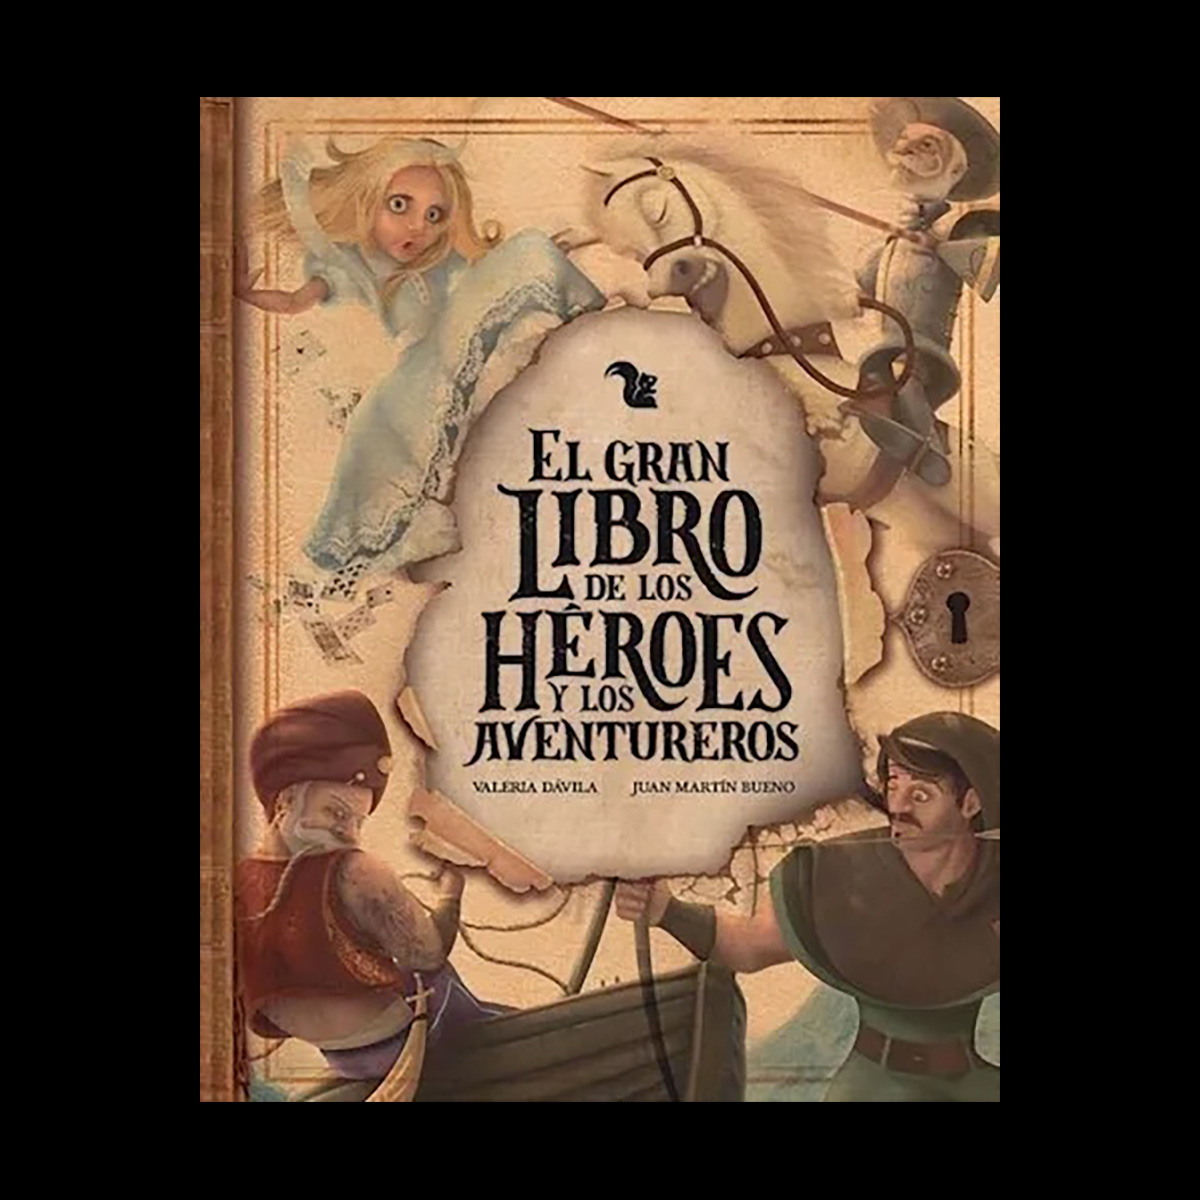 EL GRAN
LIBRO
DE LOS
HÉROES
Y LOS
AVENTUREROS
VALERIA DÁVILA JUAN MARTÍN BUENO